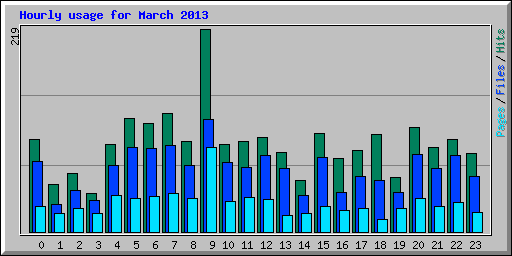 Hourly usage for March 2013
219
Pages/Files/Hits
0 1 2 3 4 5 6 7 8 9 10 11 12 13 14 15 16 17 18 19 20 21 22 23